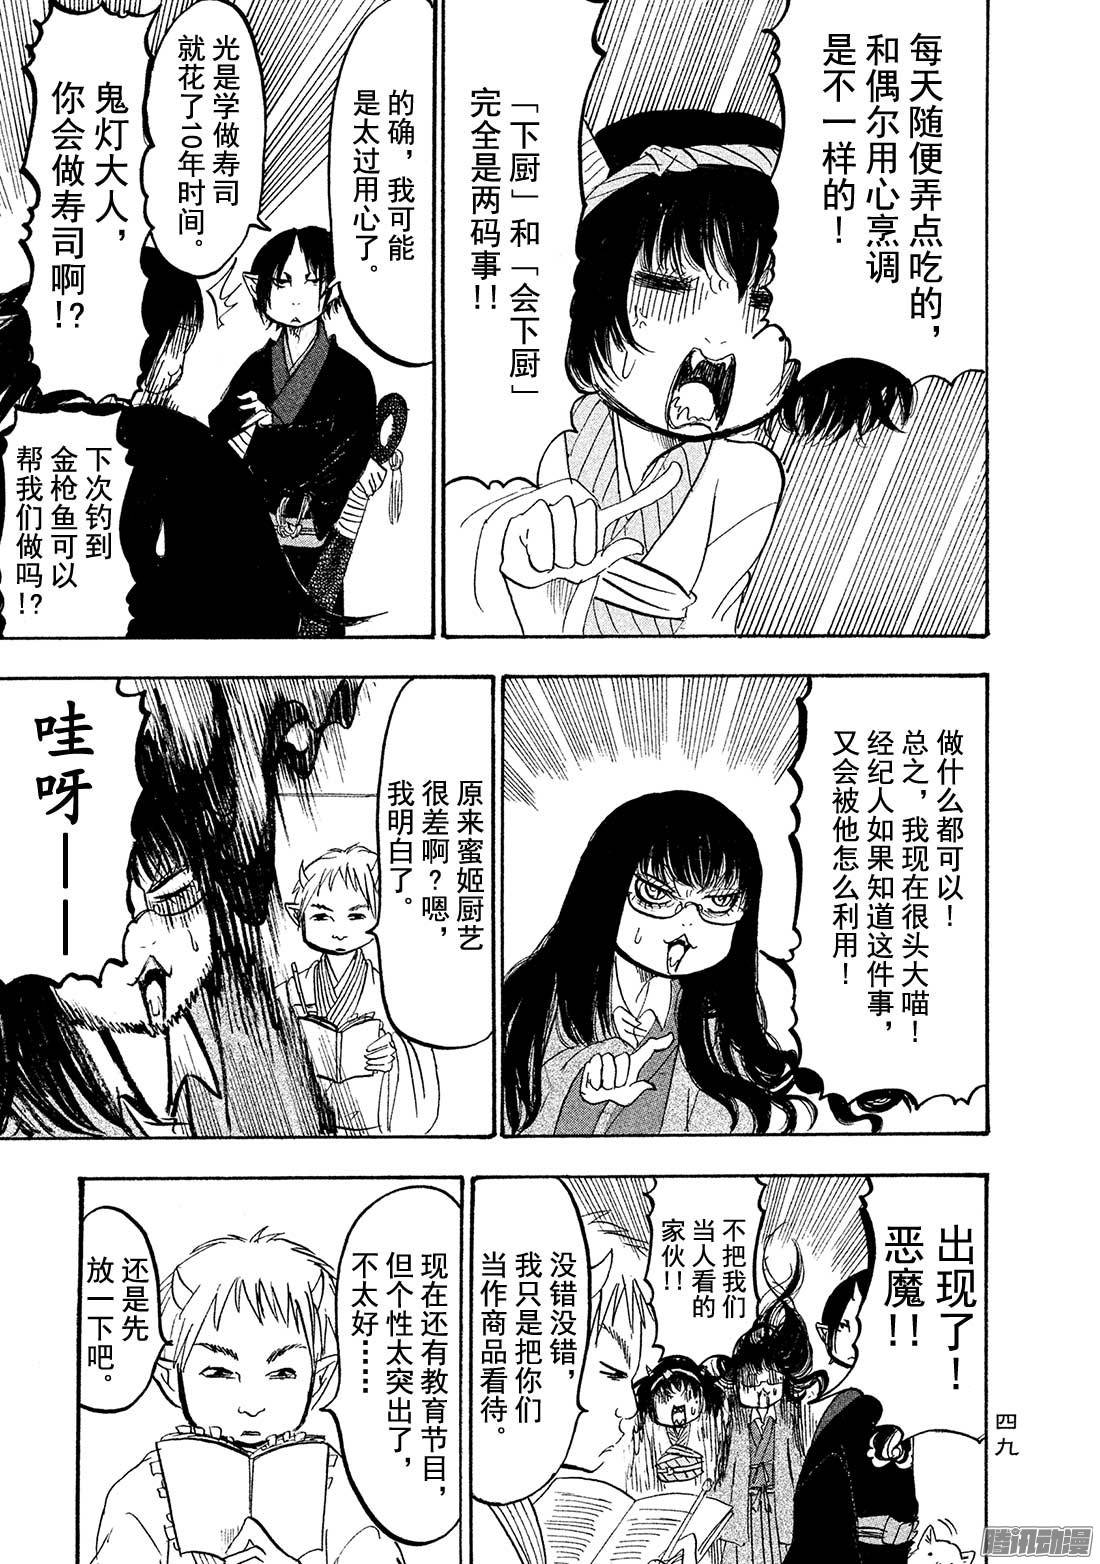 每天随便弄点吃的，
和偶尔用心烹调
是不一样的！
「下厨」和「会下厨」
完全是两码事！！
的确，我可能
是太过用心了。
光是学做寿司
就花了10年时间。
鬼灯大人，
你会做寿司啊！？
下次钓到
金枪鱼可以
帮我们做吗！？
做什么都可以！
总之，我现在很头大喵！
经纪人如果知道这件事，
又会被他怎么利用！
原来蜜姬厨艺
很差啊？嗯，
我明白了。
哇呀——
出现了！
恶魔！！
不把我们
当人看的
家伙！！
没错没错，
我只是把你们
当作商品看待。
现在还有教育节目，
但个性太突出了，
不太好……
还是先
放一下吧。
四九
腾讯动漫